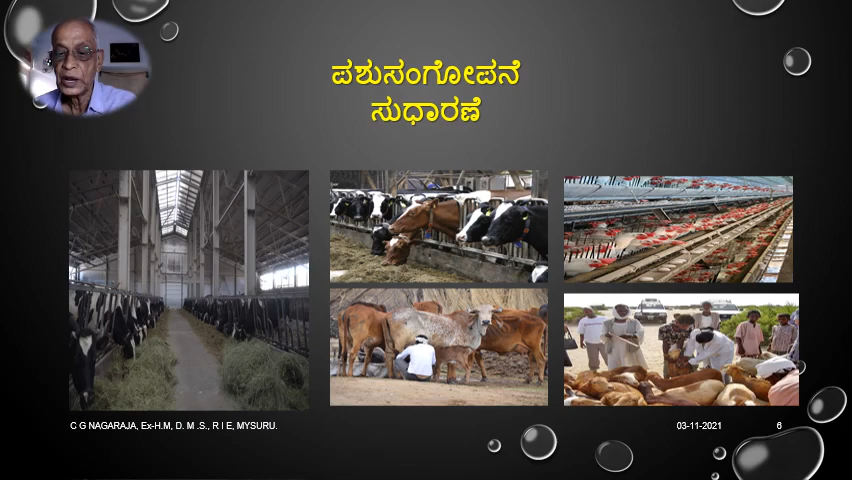 ಪಶುಸಂಗೋಪನೆ
ಸುಧಾರಣೆ
C G NAGARAJA, Ex-H.M, D. M .S., R I E, MYSURU.
03-11-2021
6